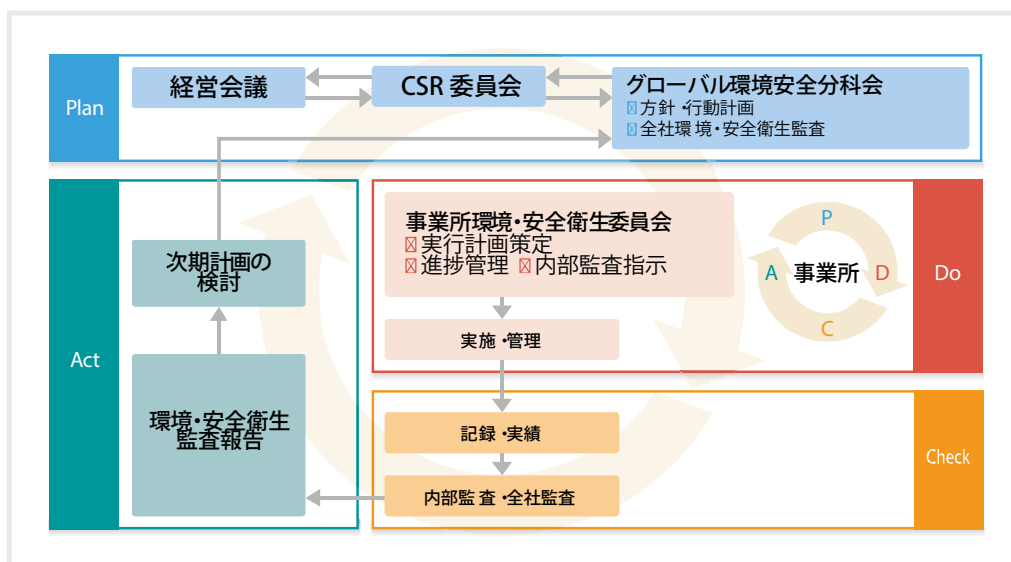 Plan
経営会議
CSR 委員会
グローバル環境安全分科会
方針・行動計画
全社環境・安全衛生監査
Act
次期計画の
検討
環境・安全衛生
監査報告
事業所環境・安全衛生委員会
実行計画策定
進捗管理 内部監査指示
実施・管理
P
A 事業所 D
C
Do
記録・実績
内部監査・全社監査
Check